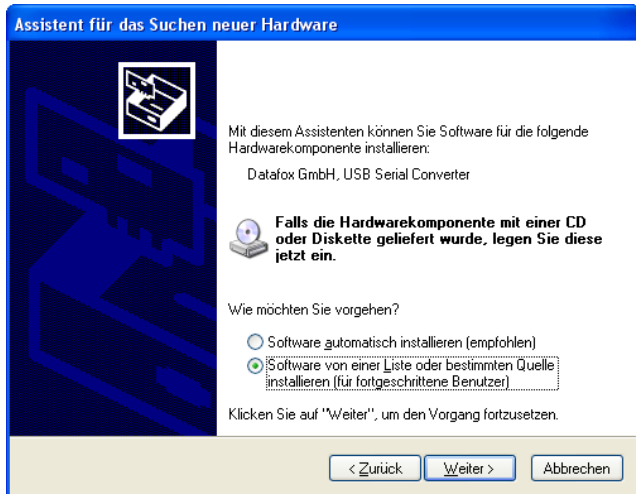 Assistent für das Suchen neuer Hardware
Mit diesem Assistenten können Sie Software für die folgende
Hardwarekomponente installieren:
Datafox GmbH, USB Serial Converter
Falls die Hardwarekomponente mit einer CD
oder Diskette geliefert wurde, legen Sie diese
jetzt ein.
Wie möchten Sie vorgehen?
Software automatisch installieren (empfohlen)
Software von einer Liste oder bestimmten Quelle
installieren (für fortgeschrittene Benutzer)
Klicken Sie auf "Weiter", um den Vorgang fortzusetzen.
< Zurück Weiter > Abbrechen